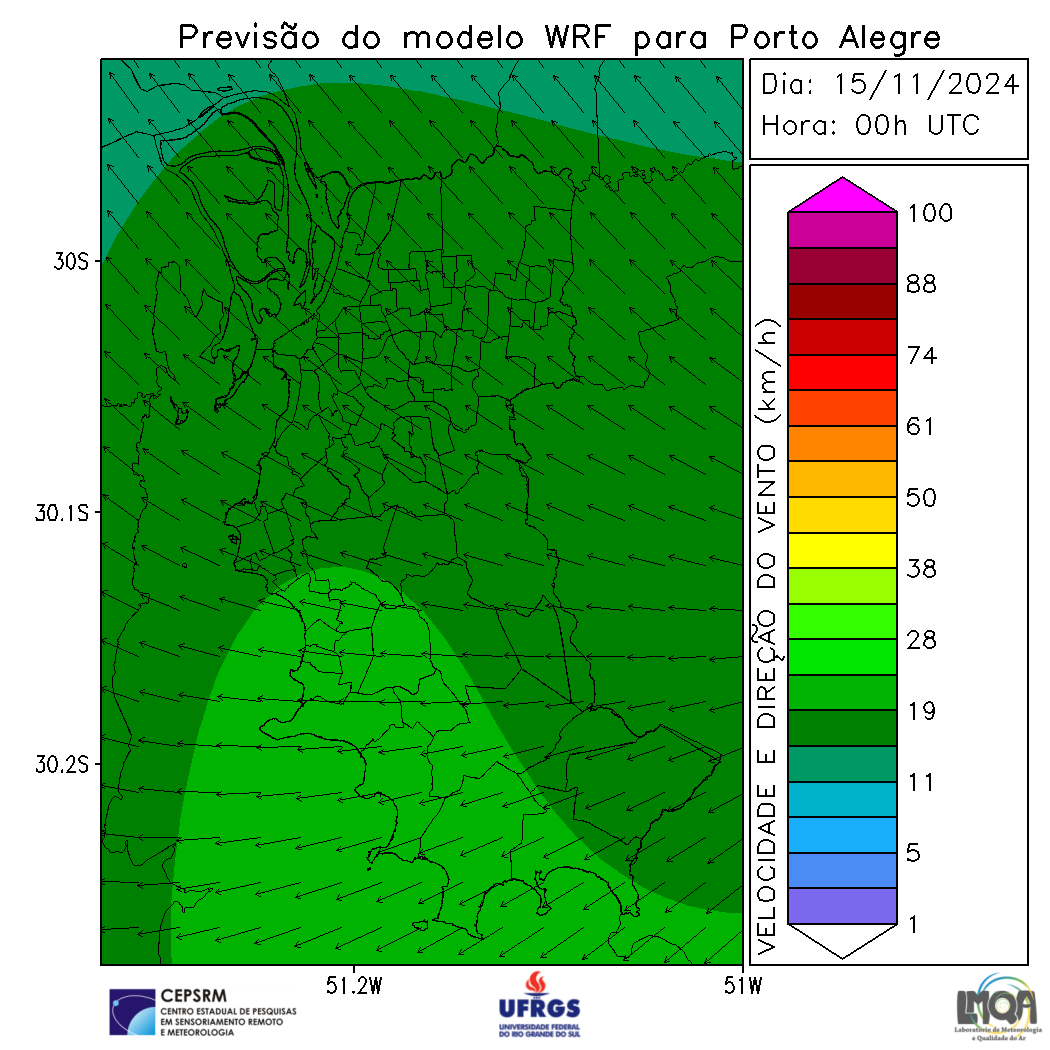 Previsão do modelo WRF para Porto Alegre
Dia: 15/11/2024
Hora: 00h UTC
30S
30.1S
30.2S
51.2W
51W
VELOCIDADE E DIREÇÃO DO VENTO (km/h)
100
88
74
61
50
38
28
19
11
5
1
CEPSRM
CENTRO ESTADUAL DE PESQUISAS
EM SENSORIAMENTO REMOTO
E METEOROLOGIA
UFRGS
UNIVERSIDADE FEDERAL
DO RIO GRANDE DO SUL
LMQA
Laboratório de Meteorologia
e Qualidade do Ar